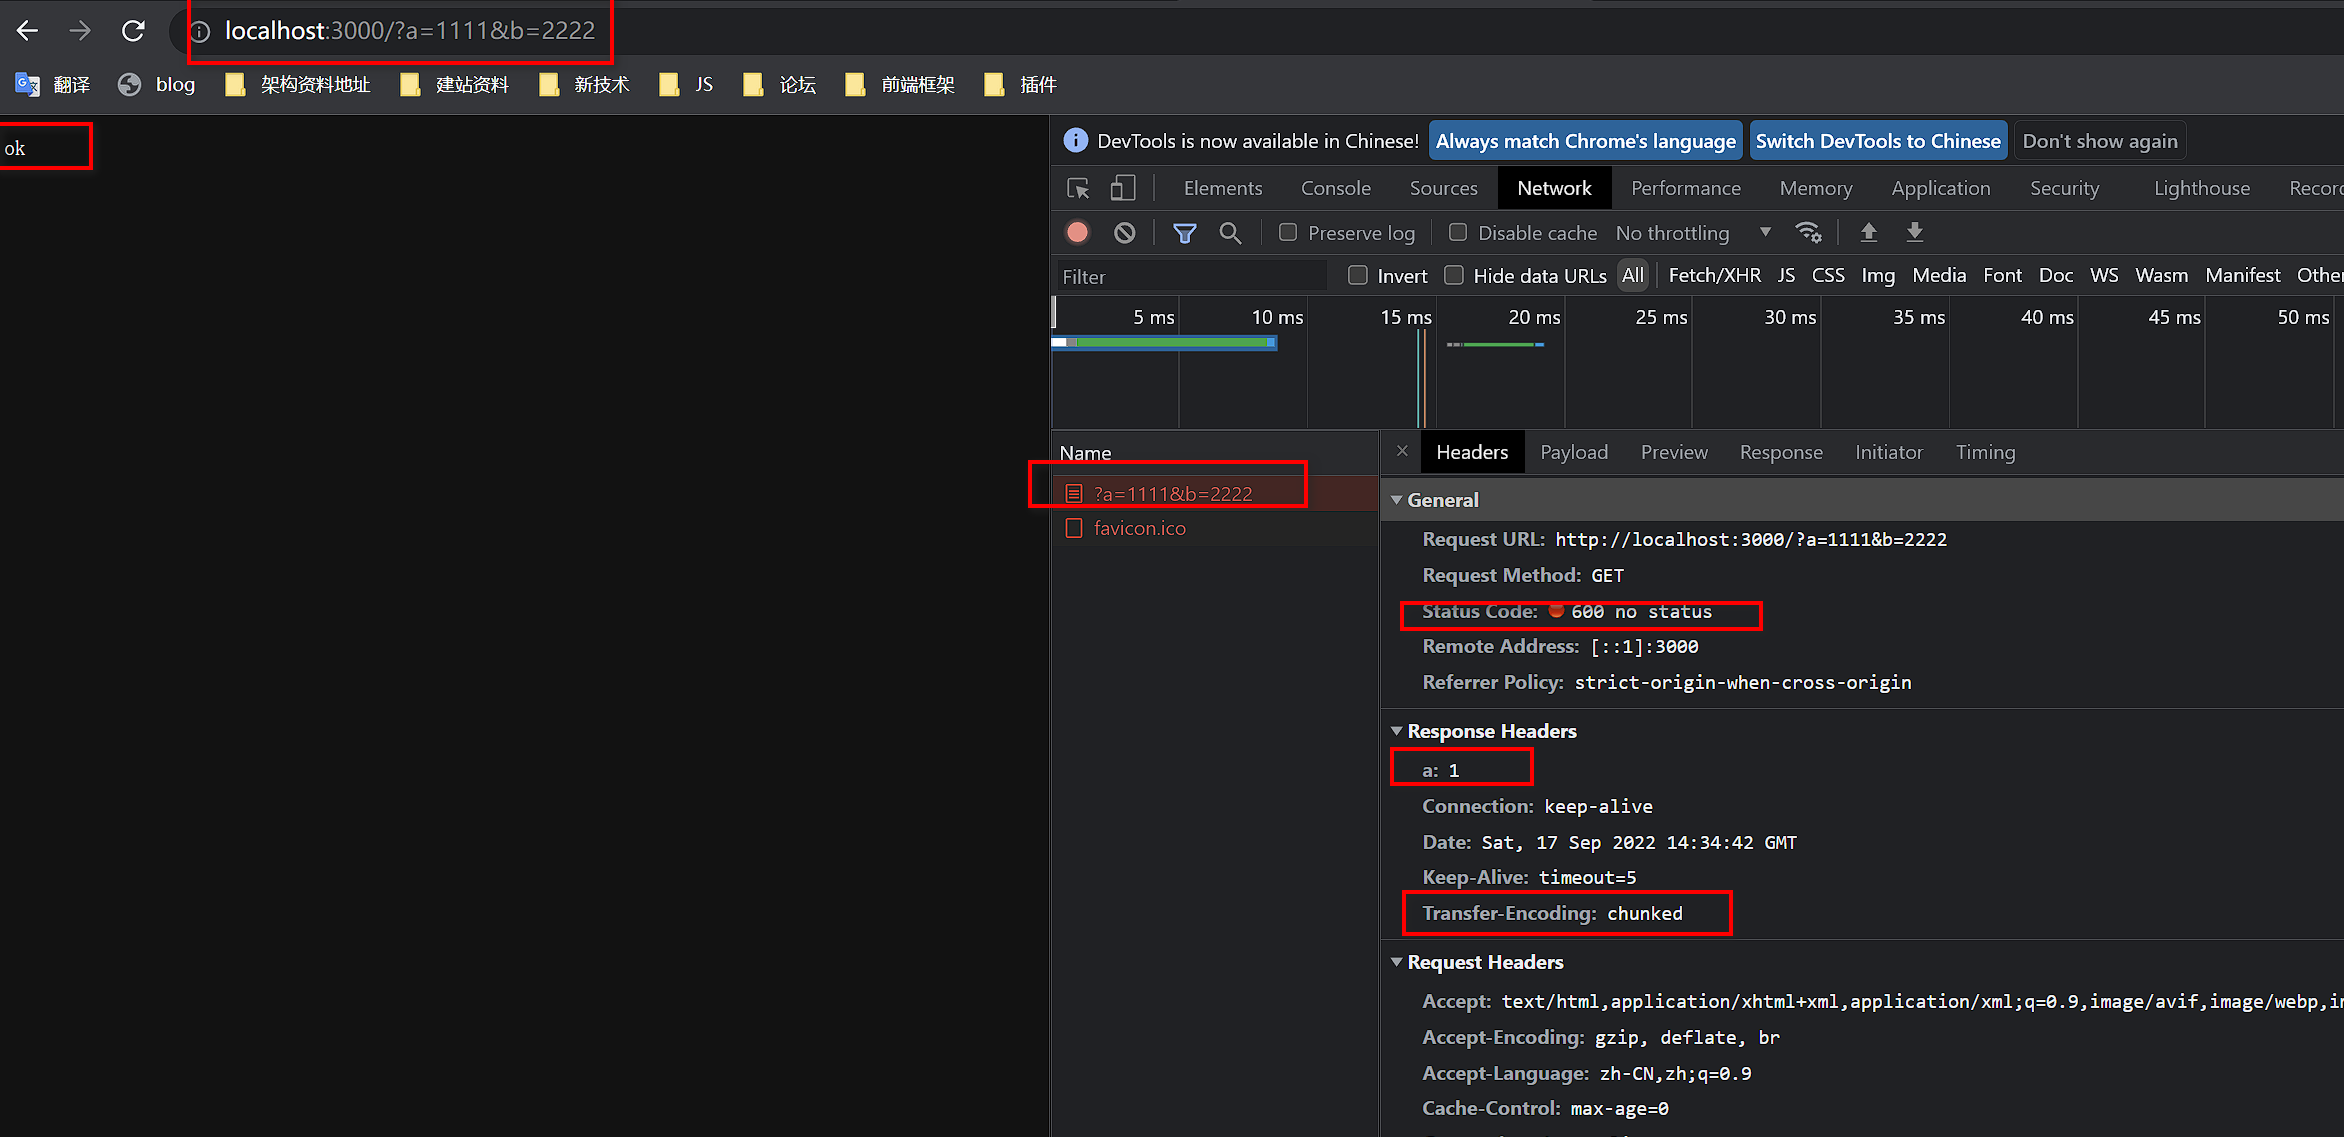 localhost:3000/?a=1111&b=2222
翻译 blog 架构资料地址 建站资料 新技术 JS 论坛 前端框架 插件
ok
DevTools is now available in Chinese! Always match Chrome's language Switch DevTools to Chinese Don't show again
Elements Console Sources Network Performance Memory Application Security Lighthouse Recor
Preserve log Disable cache No throttling
Filter Invert Hide data URLs All Fetch/XHR JS CSS Img Media Font Doc WS Wasm Manifest Other
5 ms 10 ms 15 ms 20 ms 25 ms 30 ms 35 ms 40 ms 45 ms 50 ms
Name
?a=1111&b=2222
favicon.ico
Headers Payload Preview Response Initiator Timing
General
Request URL: http://localhost:3000/?a=1111&b=2222
Request Method: GET
Status Code: 600 no status
Remote Address: [::1]:3000
Referrer Policy: strict-origin-when-cross-origin
Response Headers
a: 1
Connection: keep-alive
Date: Sat, 17 Sep 2022 14:34:42 GMT
Keep-Alive: timeout=5
Transfer-Encoding: chunked
Request Headers
Accept: text/html,application/xhtml+xml,application/xml;q=0.9,image/avif,image/webp,i
Accept-Encoding: gzip, deflate, br
Accept-Language: zh-CN,zh;q=0.9
Cache-Control: max-age=0